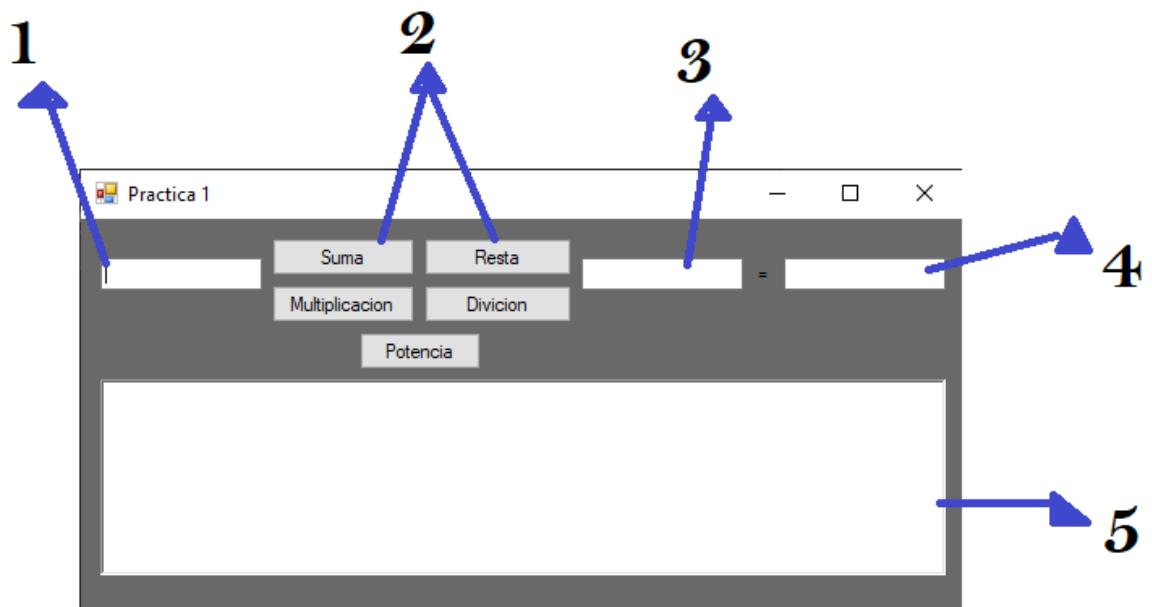 1 2 3
Practica 1
Suma Resta
= 4
Multiplicacion Divicion
Potencia
5